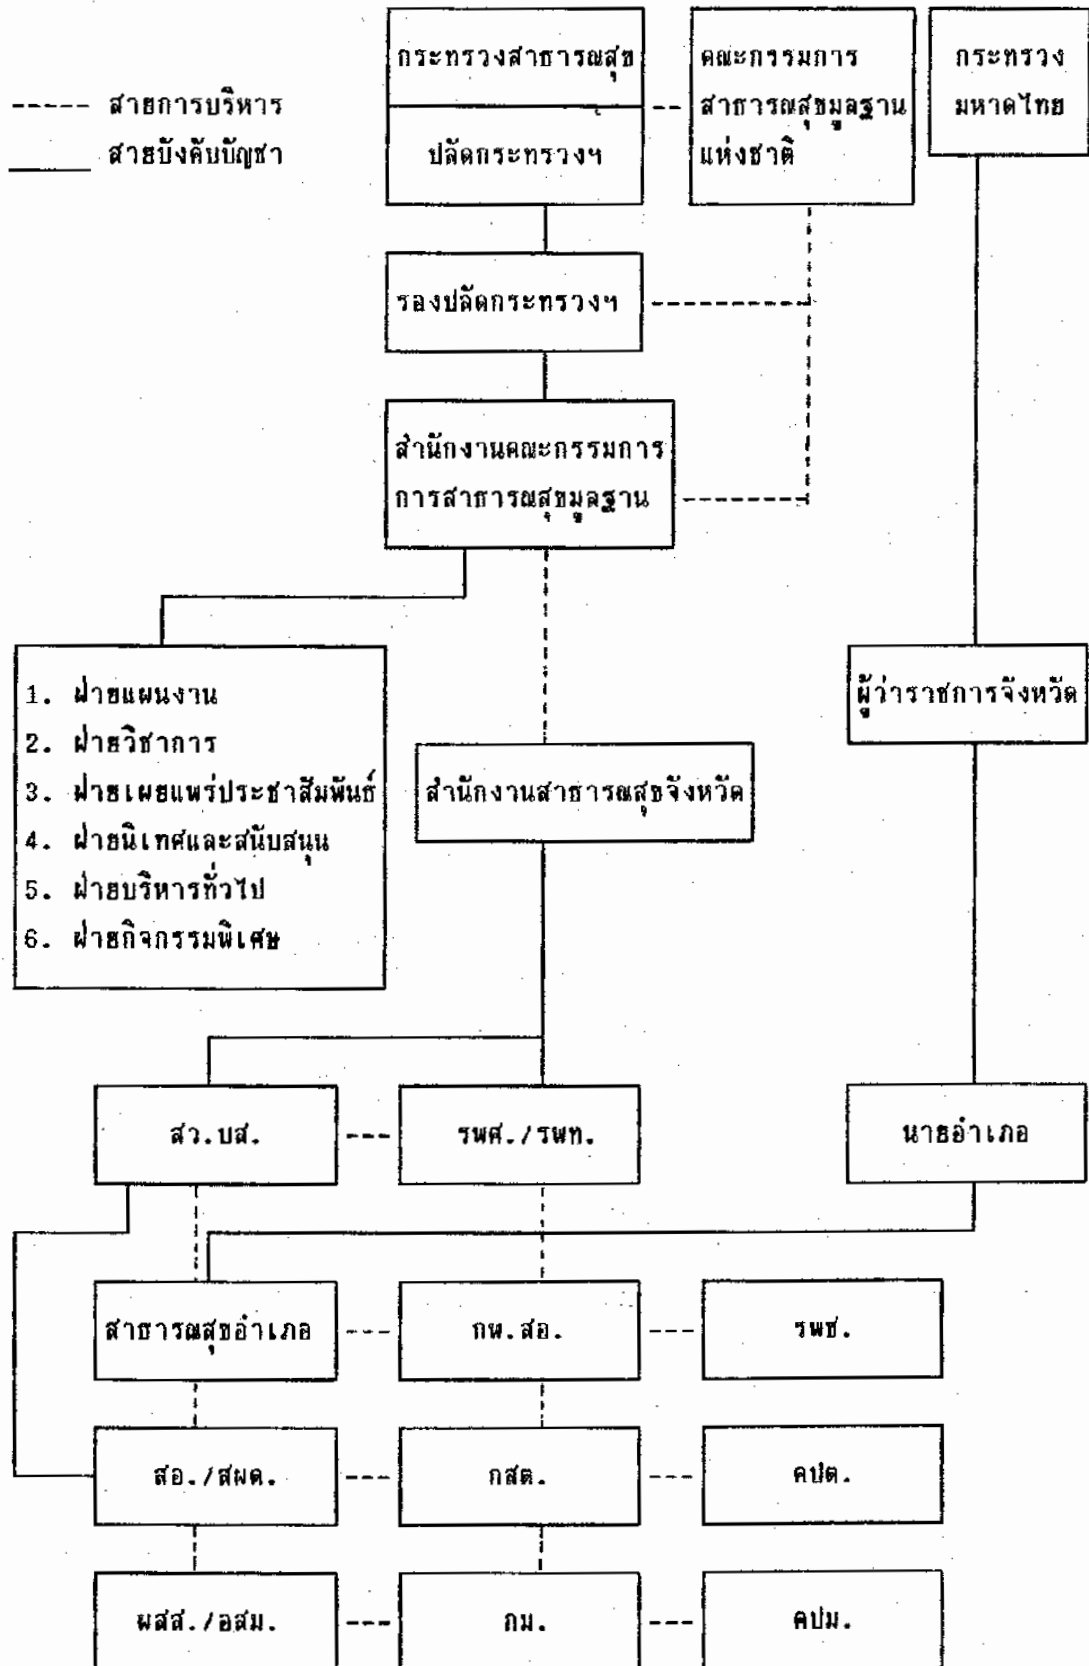 กระทรวงสาธารณสุข
ปลัดกระทรวงฯ
คณะกรรมการ
สาธารณสุขมูลฐาน
แห่งชาติ
กระทรวง
มหาดไทย
----- สายการบริหาร
____ สายบังคับบัญชา
รองปลัดกระทรวงฯ
สำนักงานคณะกรรมการ
การสาธารณสุขมูลฐาน
1. ฝ่ายแผนงาน
2. ฝ่ายวิชาการ
3. ฝ่ายเผยแพร่ประชาสัมพันธ์
4. ฝ่ายนิเทศและสนับสนุน
5. ฝ่ายบริหารทั่วไป
6. ฝ่ายกิจกรรมพิเศษ
สำนักงานสาธารณสุขจังหวัด
ผู้ว่าราชการจังหวัด
สว.บส.
รพศ./รพท.
นายอำเภอ
สาธารณสุขอำเภอ
กพ.สอ.
รพช.
สอ./สผด.
กสต.
คปต.
ผสส./อสม.
กม.
คปม.